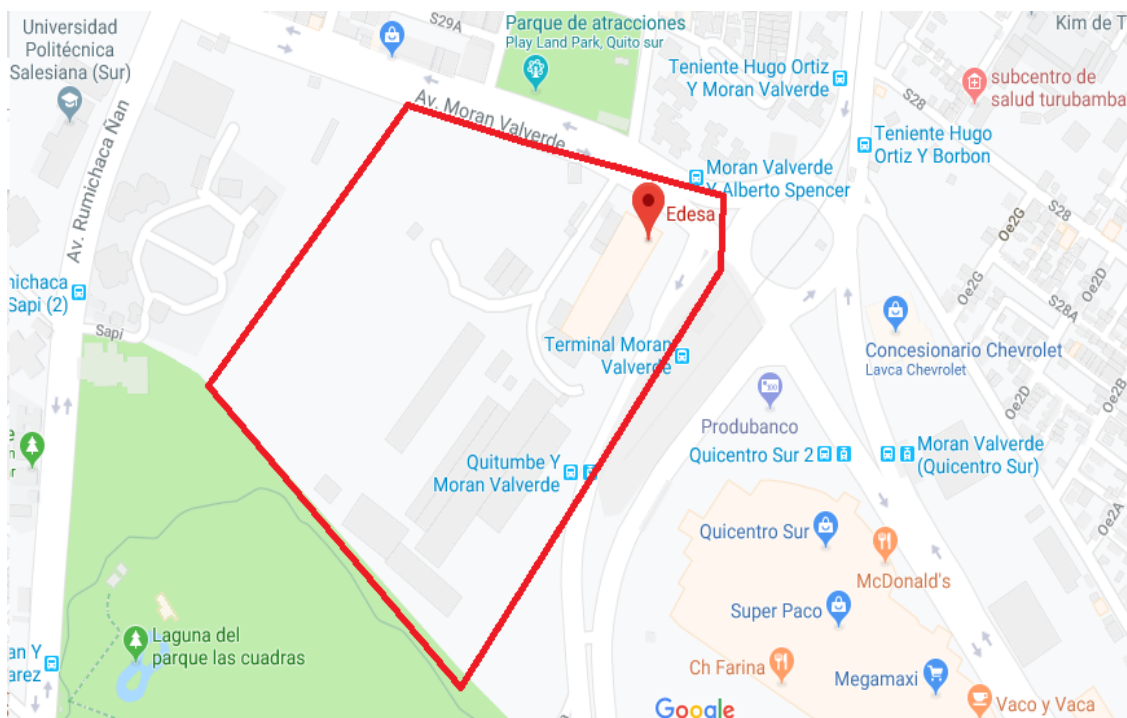 Universidad
Politécnica
Salesiana (Sur)
S29A
Parque de atracciones
Play Land Park, Quito sur
Kim de T
Teniente Hugo Ortiz
Y Moran Valverde
subcentro de
salud turubamba
S28
Av. Moran Valverde
Av. Rumichaca Ñan
Teniente Hugo
Ortiz Y Borbon
Moran Valverde
Y Alberto Spencer
Edesa
S28
Oe2G
Oe2G
Oe2D
S28A
michaca
Sapi (2)
Sapi
Terminal Moran
Valverde
Concesionario Chevrolet
Lavca Chevrolet
Oe2D
Oe2B
Produbanco
Quicentro Sur 2
Moran Valverde
(Quicentro Sur)
Quitumbe Y
Moran Valverde
Oe2A
Quicentro Sur
McDonald's
Super Paco
Laguna del
parque las cuadras
an Y
arez
Ch Farina
Megamaxi
Vaco y Vaca
Google